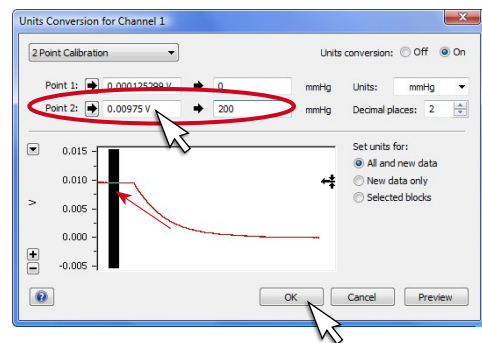 Units Conversion for Channel 1
2 Point Calibration
Units conversion: Off On
Point 1: 0.000125299 V 0 mmHg Units: mmHg
Point 2: 0.00975 V 200 mmHg Decimal places: 2
0.015
0.010
0.005
0.000
-0.005
V
Set units for:
All and new data
New data only
Selected blocks
OK Cancel Preview